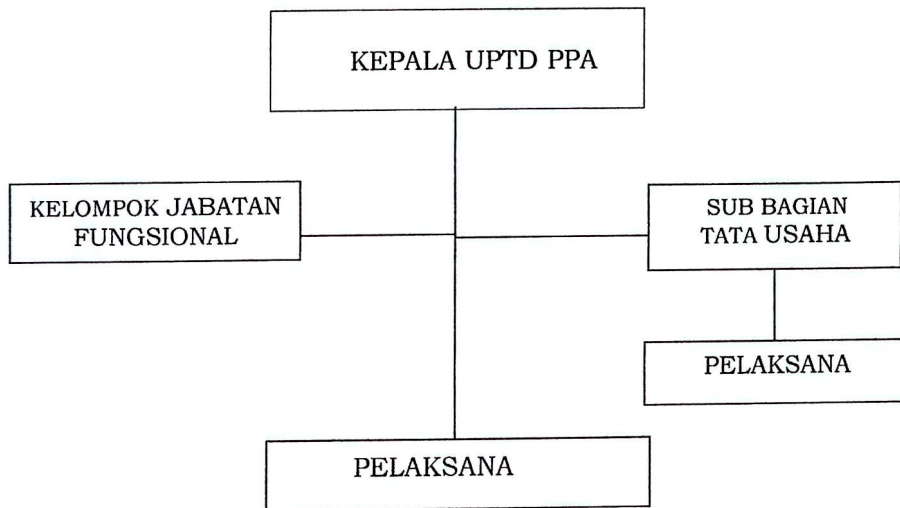 KEPALA UPTD PPA
KELOMPOK JABATAN
FUNGSIONAL
SUB BAGIAN
TATA USAHA
PELAKSANA
PELAKSANA